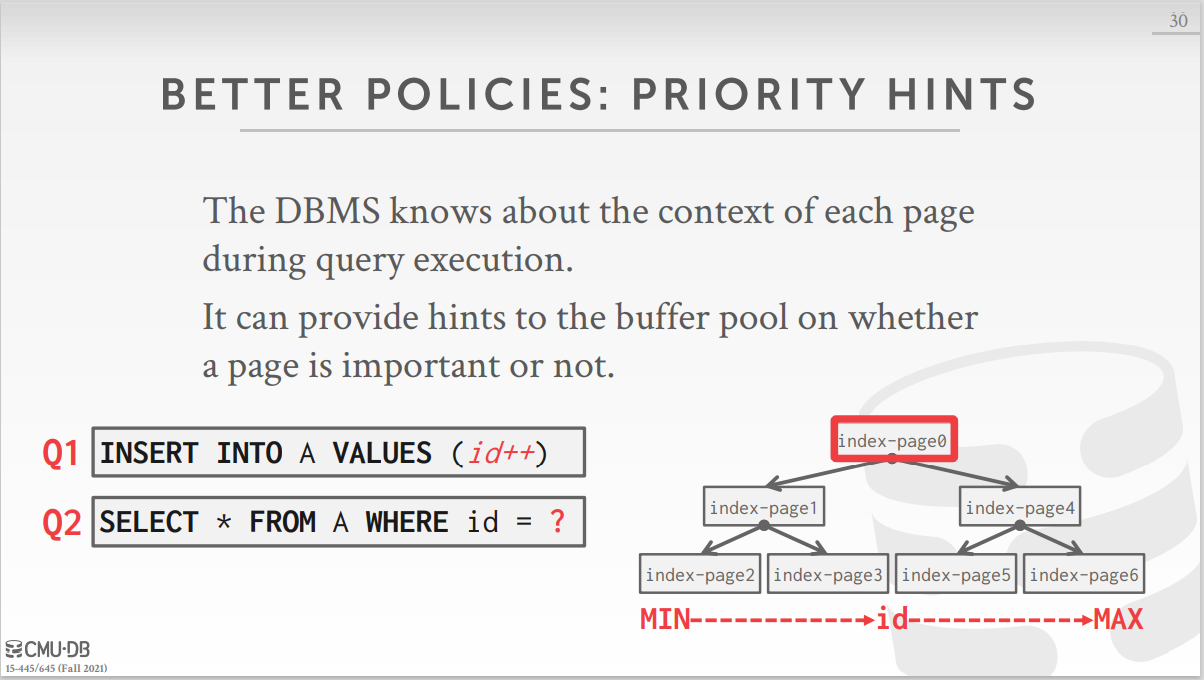 30
BETTER POLICIES: PRIORITY HINTS
The DBMS knows about the context of each page
during query execution.
It can provide hints to the buffer pool on whether
a page is important or not.
Q1 INSERT INTO A VALUES (id++)
Q2 SELECT * FROM A WHERE id = ?
index-page0
index-page1 index-page4
index-page2 index-page3 index-page5 index-page6
MIN id MAX
CMU·DB
15-445/645 (Fall 2021)